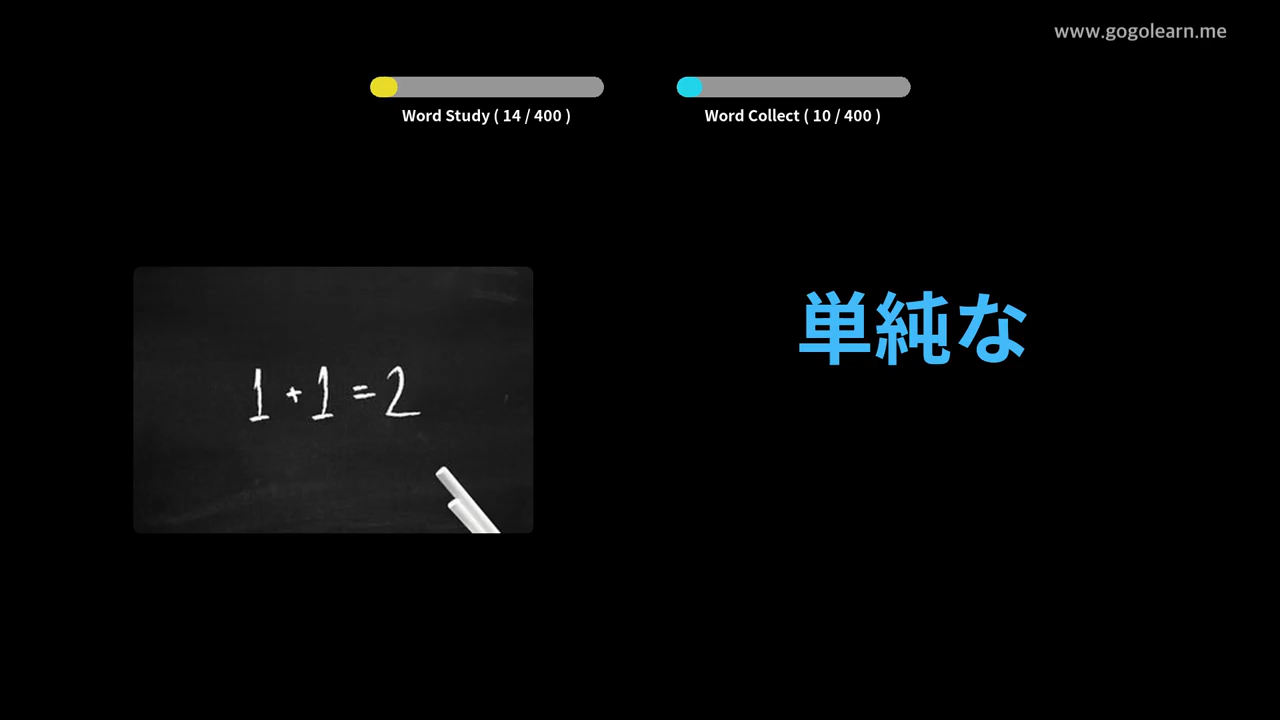 www.gogolearn.me
Word Study ( 14 / 400 )
Word Collect ( 10 / 400 )
単純な
1 + 1 = 2